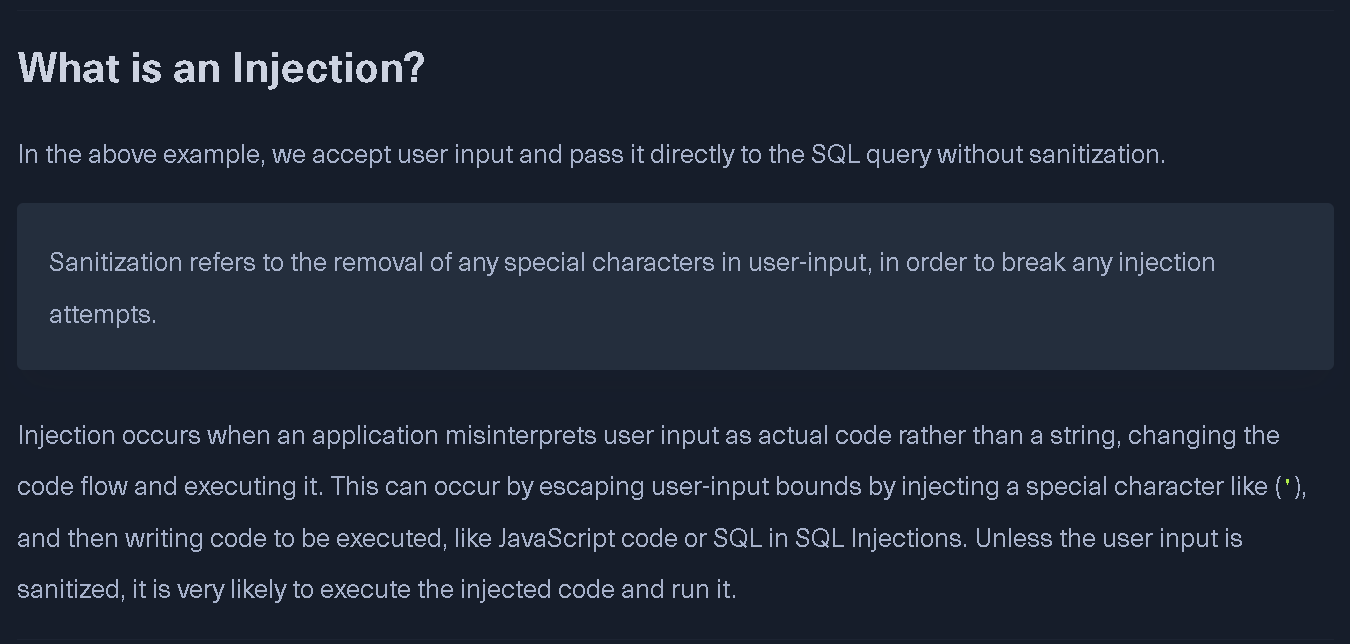 What is an Injection?
In the above example, we accept user input and pass it directly to the SQL query without sanitization.
Sanitization refers to the removal of any special characters in user-input, in order to break any injection
attempts.
Injection occurs when an application misinterprets user input as actual code rather than a string, changing the
code flow and executing it. This can occur by escaping user-input bounds by injecting a special character like ('),
and then writing code to be executed, like JavaScript code or SQL in SQL Injections. Unless the user input is
sanitized, it is very likely to execute the injected code and run it.